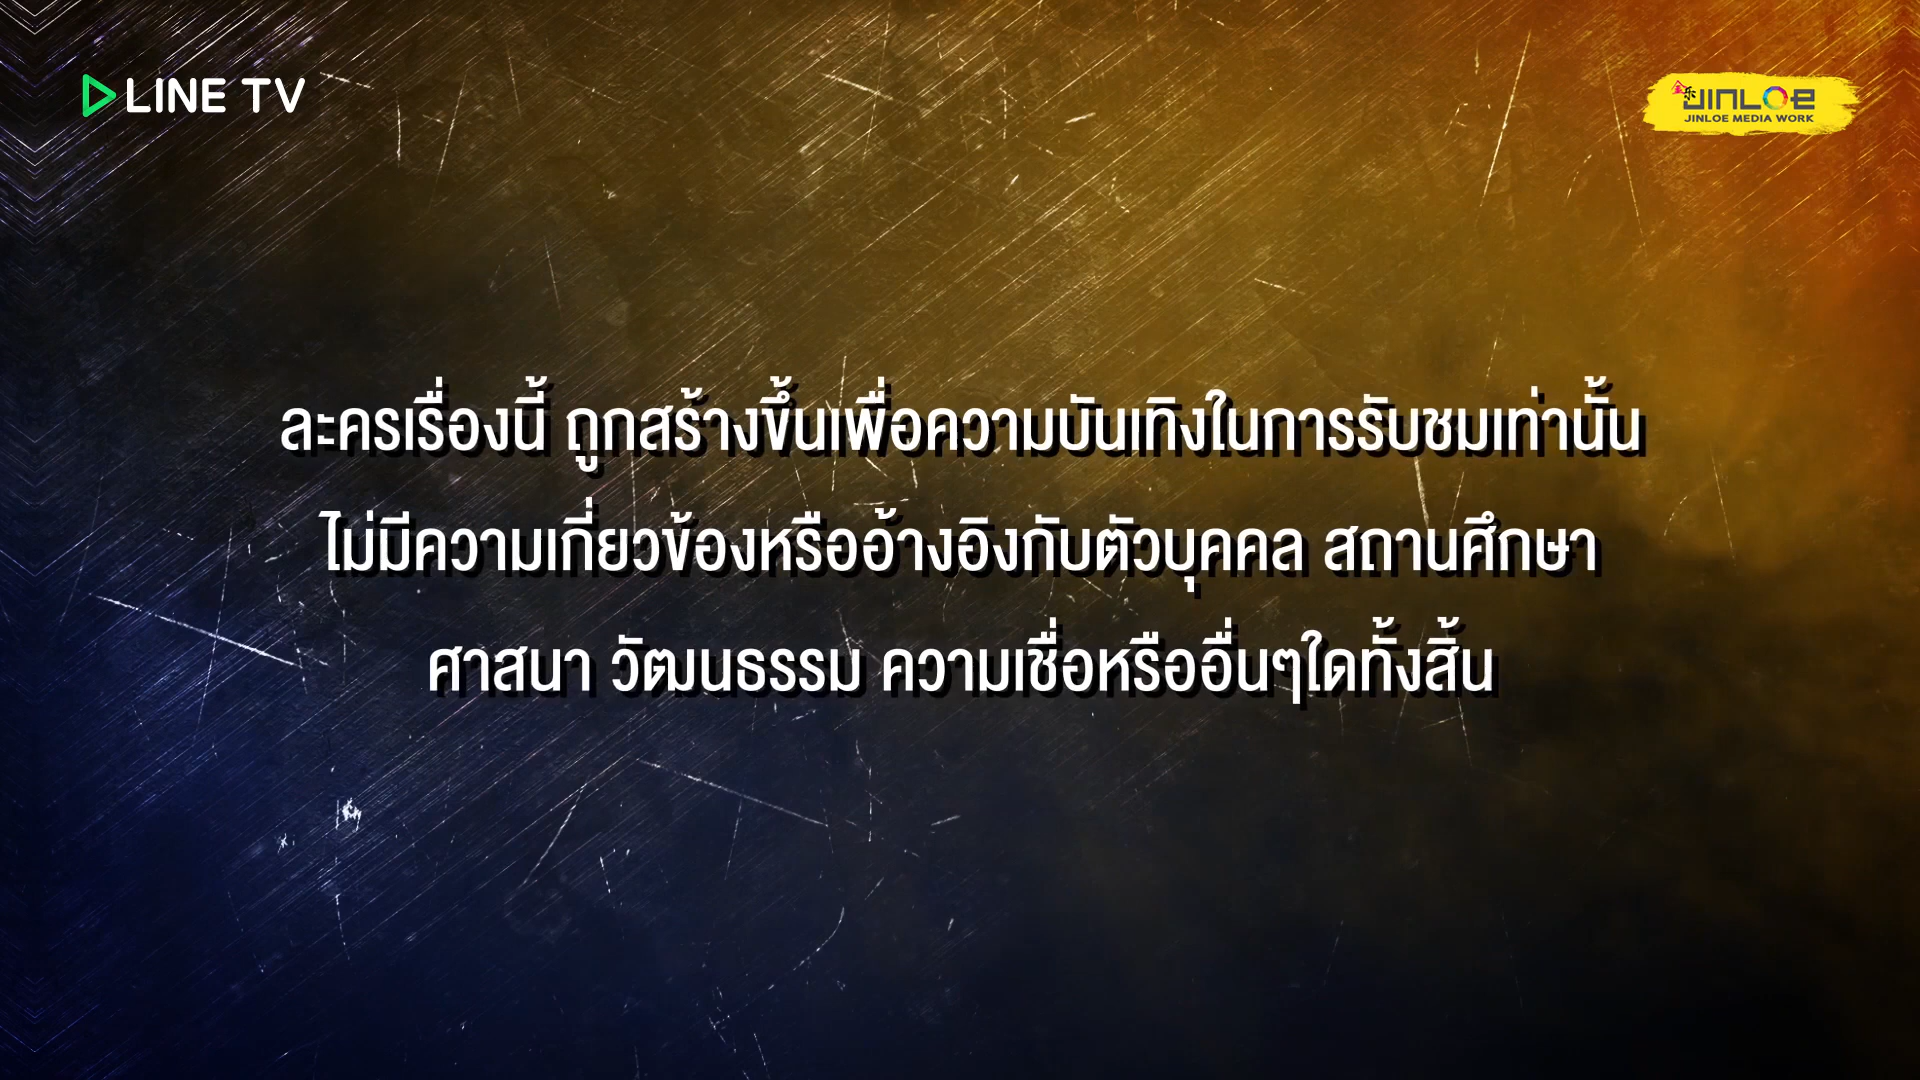 LINE TV
金乐 JINLOE
JINLOE MEDIA WORK
ละครเรื่องนี้ ถูกสร้างขึ้นเพื่อความบันเทิงในการรับชมเท่านั้น
ไม่มีความเกี่ยวข้องหรืออ้างอิงกับตัวบุคคล สถานศึกษา
ศาสนา วัฒนธรรม ความเชื่อหรืออื่นๆใดทั้งสิ้น